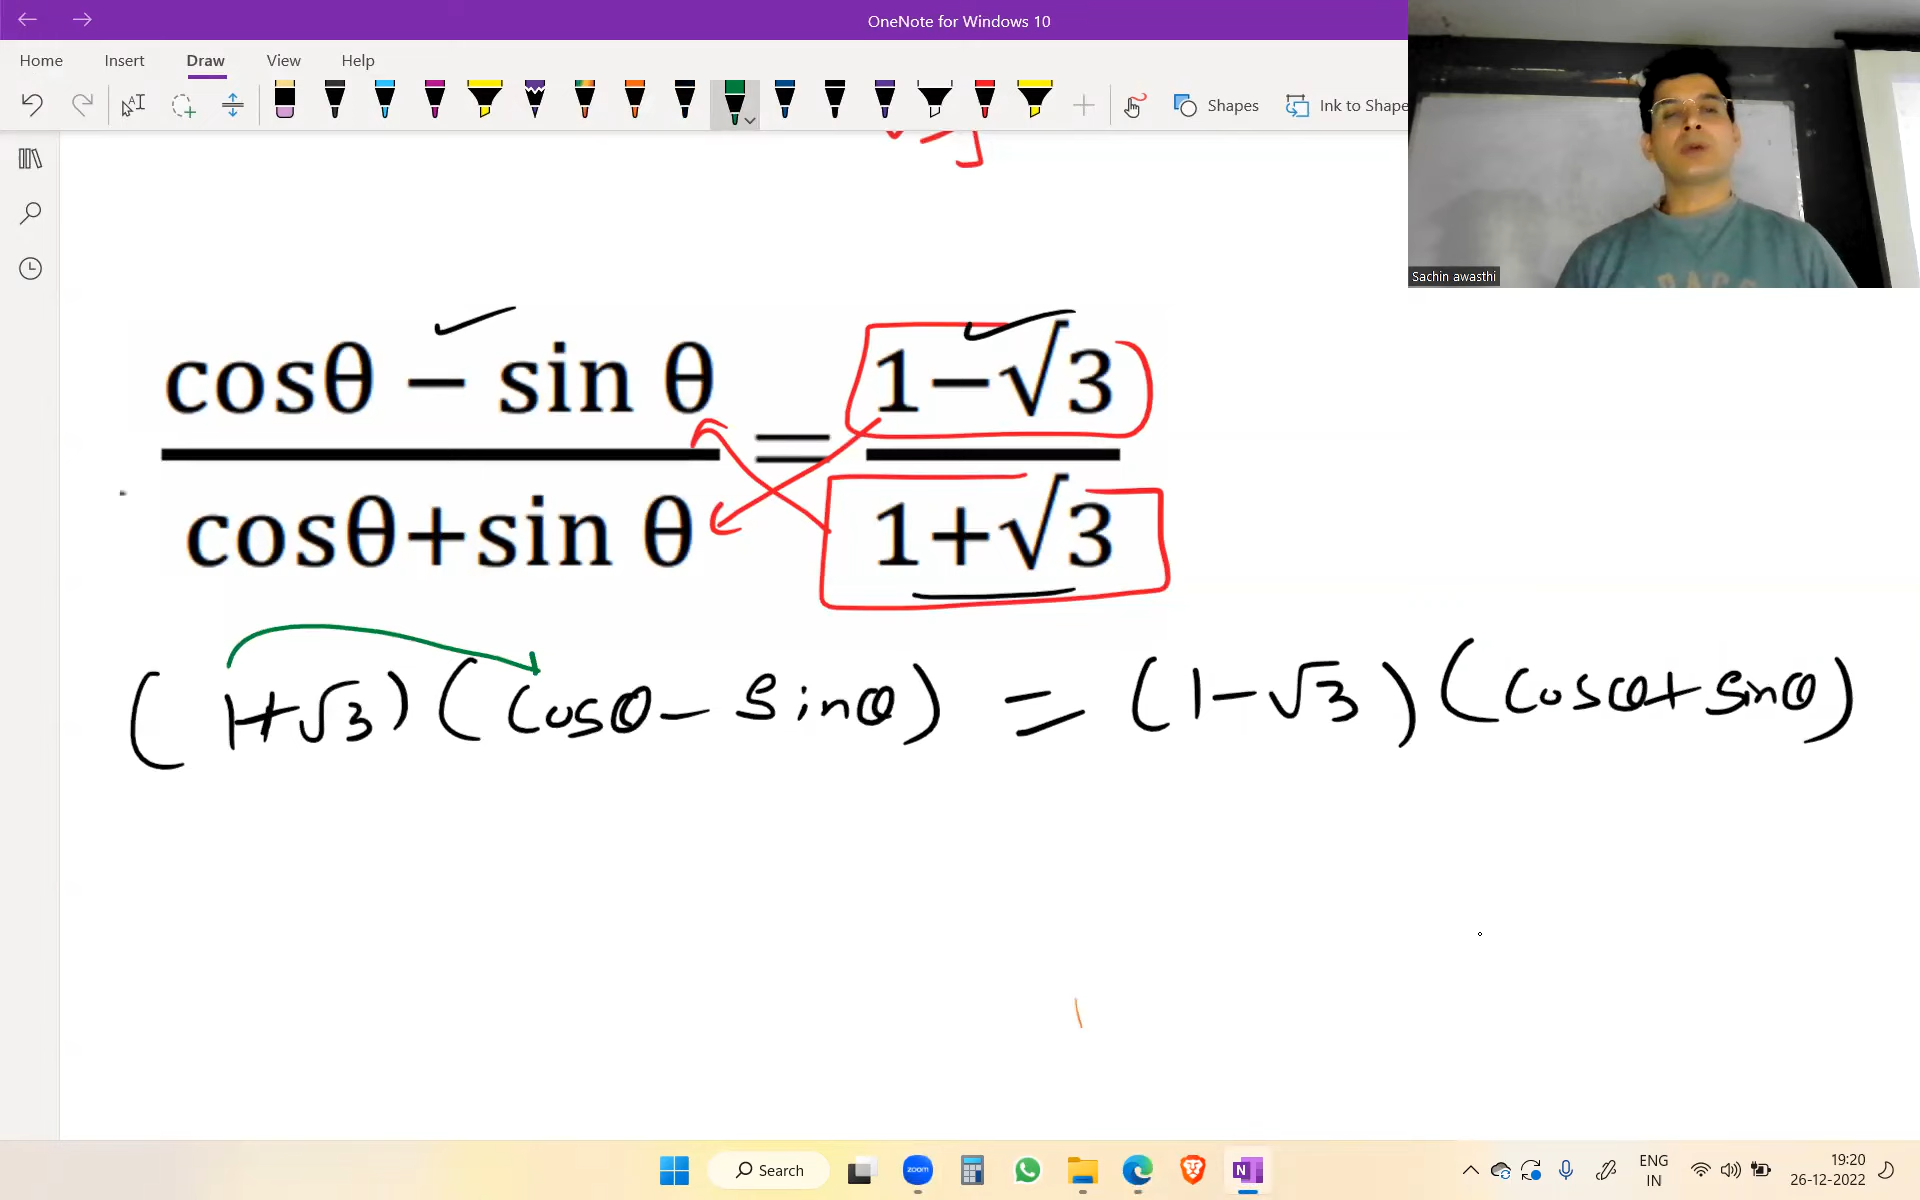 OneNote for Windows 10
Home Insert Draw View Help
Shapes Ink to Shape
Sachin awasthi
cosθ − sin θ / cosθ+sin θ = 1−√3 / 1+√3
(1+√3)(cosθ − sinθ) = (1−√3)(cosθ+sinθ)
Search
zoom
N
ENG
IN
19:20
26-12-2022